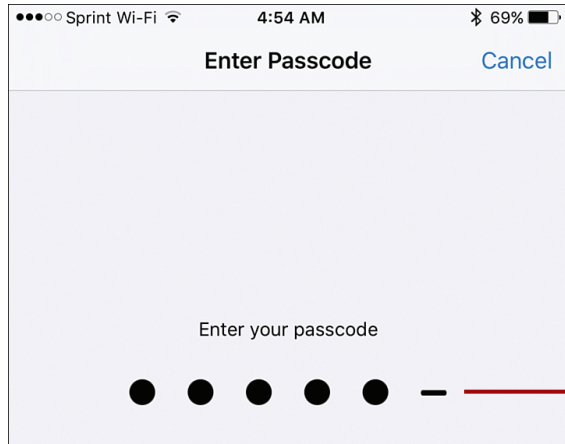 Sprint Wi-Fi 4:54 AM 69%
Enter Passcode Cancel
Enter your passcode